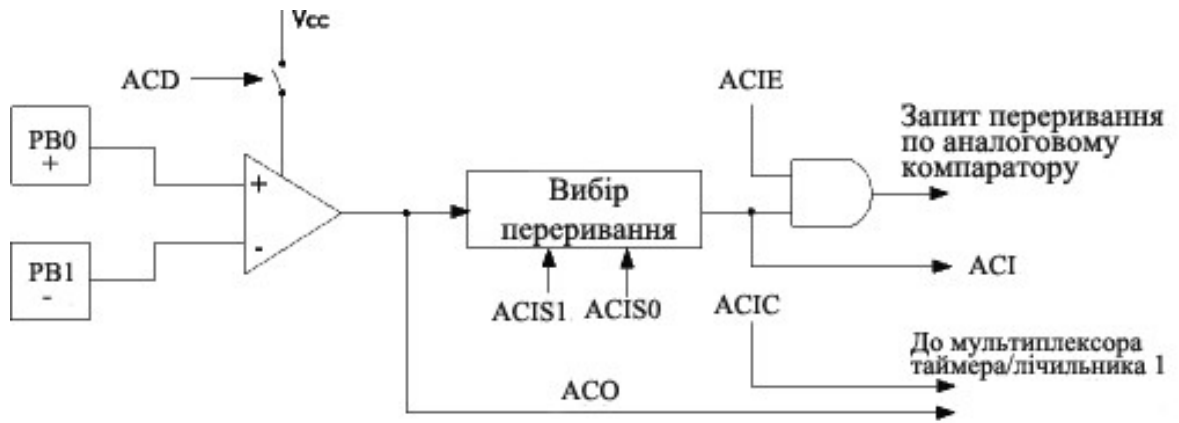 Vcc
ACD
ACIE
PB0
+
Запит переривання
по аналоговому
компаратору
+
Вибір
переривання
-
PB1
-
ACI
ACIS1
ACIS0
ACIC
До мультиплексора
таймера/лічильника 1
ACO